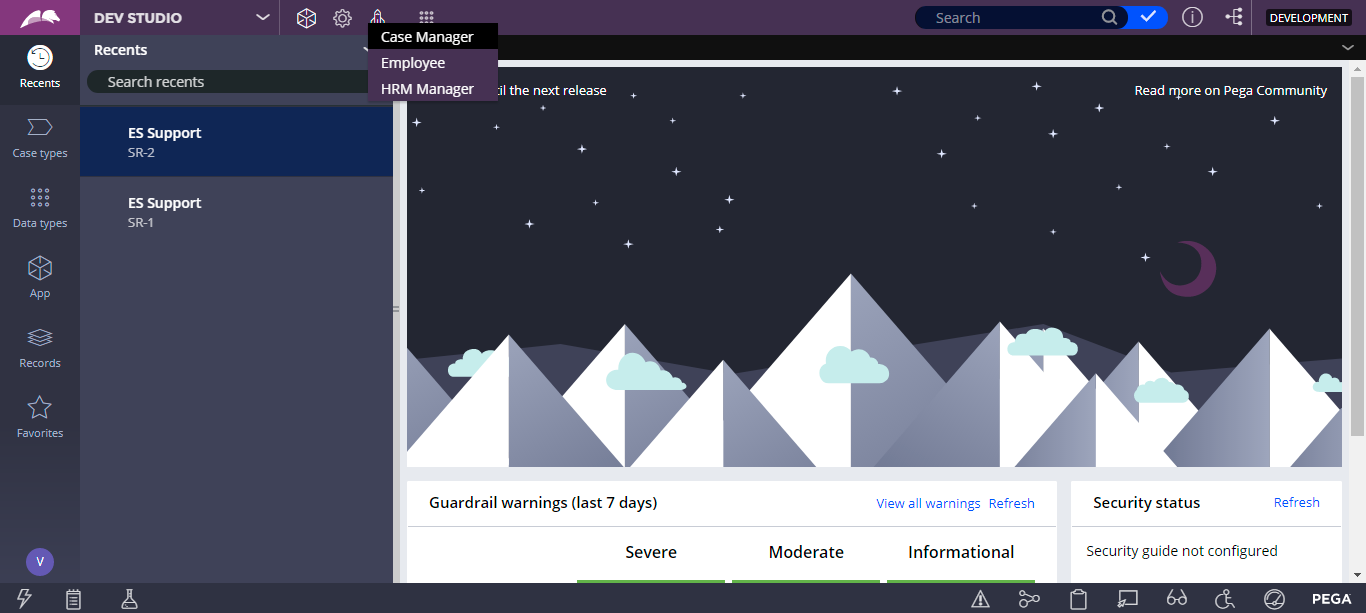 DEV STUDIO
Search
DEVELOPMENT
Case Manager
Employee
HRM Manager
Recents
Search recents
Recents
ES Support
SR-2
ES Support
SR-1
Case types
Data types
App
Records
Favorites
V
til the next release
Read more on Pega Community
Guardrail warnings (last 7 days)
View all warnings Refresh
Severe Moderate Informational
Security status
Refresh
Security guide not configured
PEGA